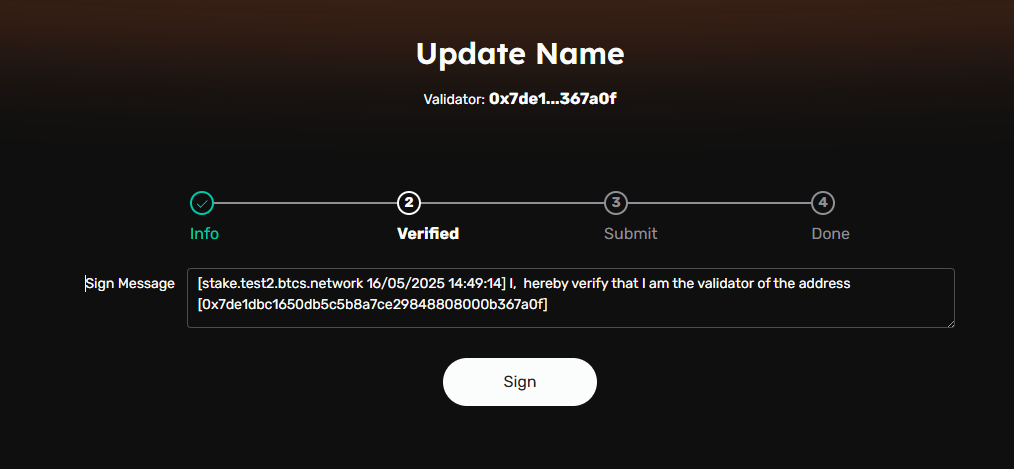 Update Name
Validator: 0x7de1...367a0f
2
3
4
Info
Verified
Submit
Done
Sign Message
[stake.test2.btcs.network 16/05/2025 14:49:14] I,  hereby verify that I am the validator of the address
[0x7de1dbc1650db5c5b8a7ce29848808000b367a0f]
Sign